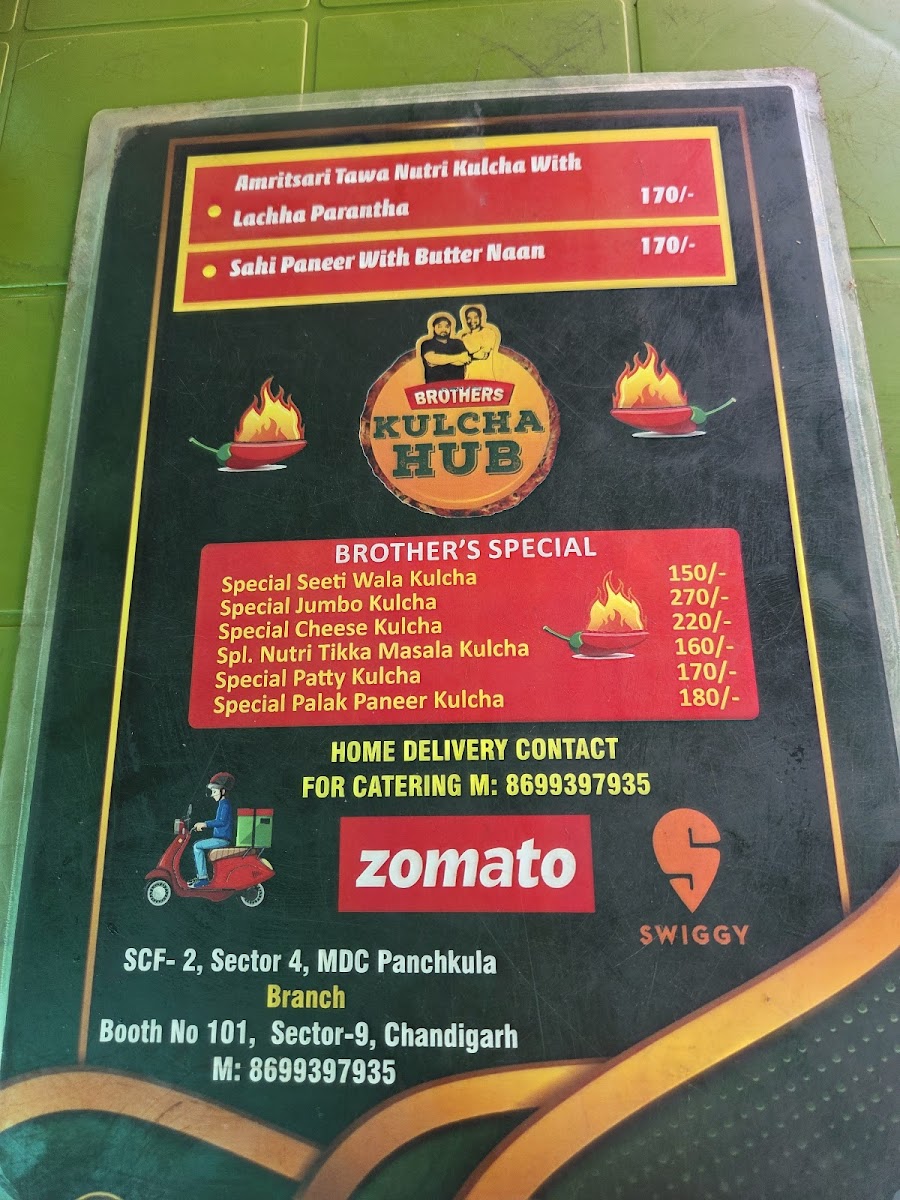 Amritsari Tawa Nutri Kulcha With
Lachha Parantha 170/-
Sahi Paneer With Butter Naan 170/-
BROTHERS
KULCHA
HUB
BROTHER'S SPECIAL
Special Seeti Wala Kulcha 150/-
Special Jumbo Kulcha 270/-
Special Cheese Kulcha 220/-
Spl. Nutri Tikka Masala Kulcha 160/-
Special Patty Kulcha 170/-
Special Palak Paneer Kulcha 180/-
HOME DELIVERY CONTACT
FOR CATERING M: 8699397935
zomato
SWIGGY
SCF- 2, Sector 4, MDC Panchkula
Branch
Booth No 101, Sector-9, Chandigarh
M: 8699397935